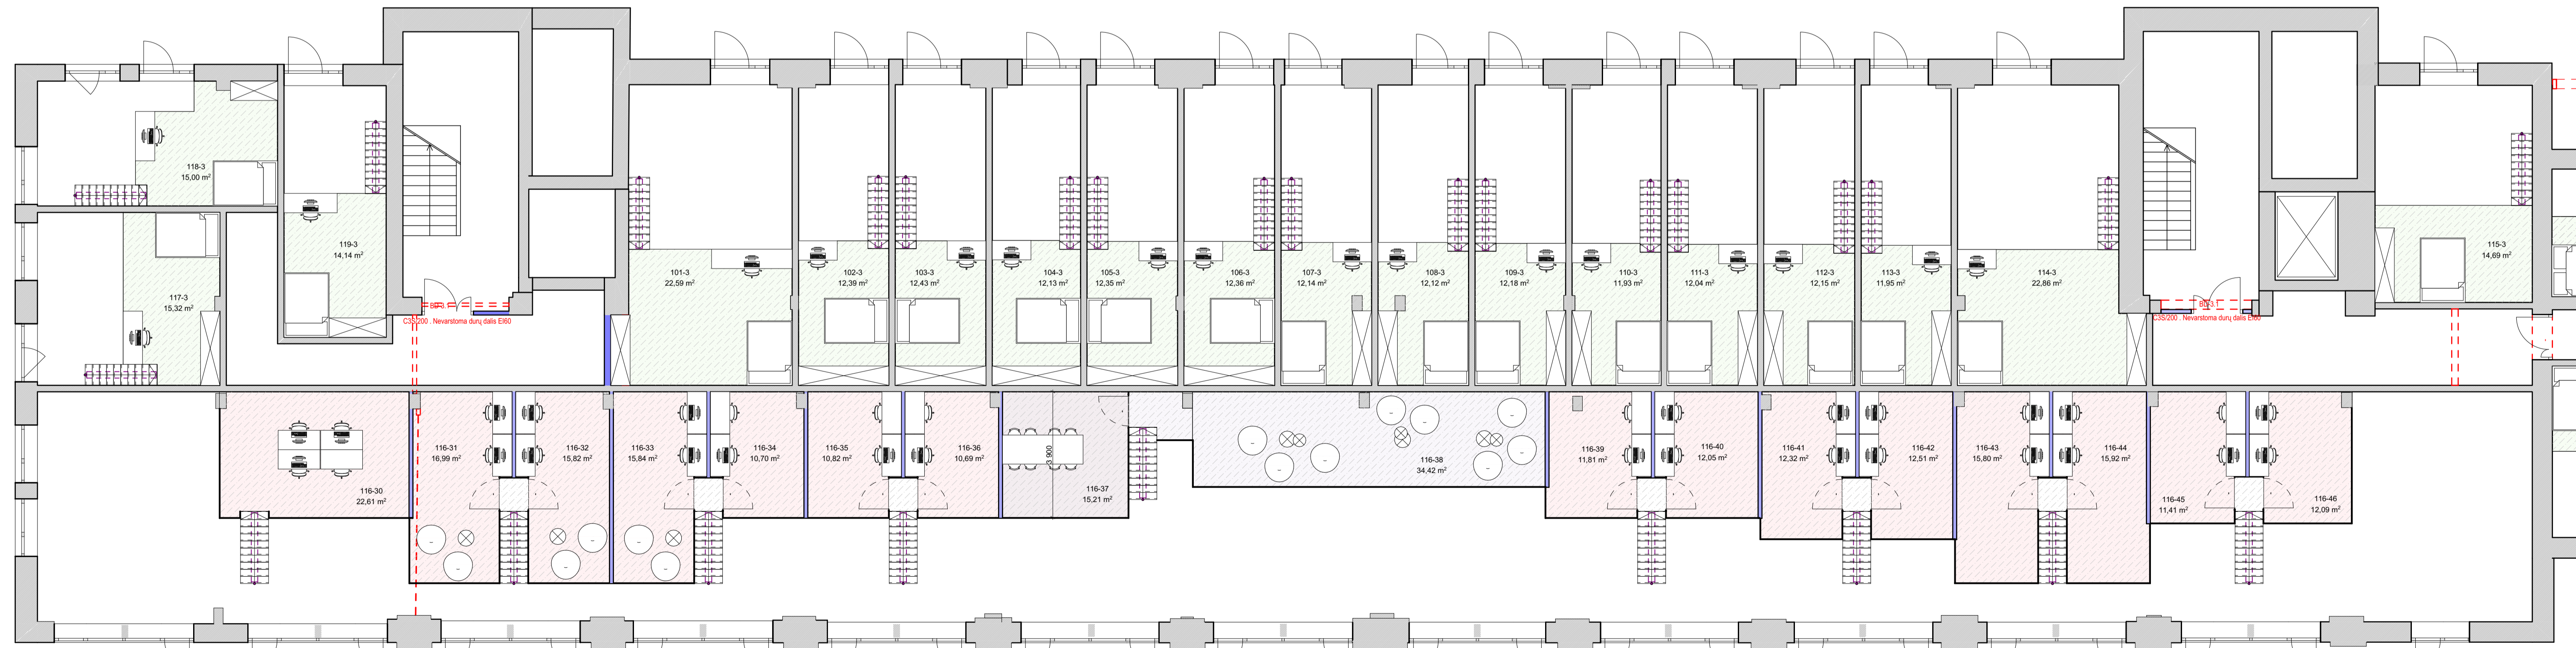 118-3
15,00 m²
117-3
15,32 m²
119-3
14,14 m²
BD-3.1
C3S/200 . Nevarstoma durų dalis EI60
101-3
22,59 m²
102-3
12,39 m²
103-3
12,43 m²
104-3
12,13 m²
105-3
12,35 m²
106-3
12,36 m²
107-3
12,14 m²
108-3
12,12 m²
109-3
12,18 m²
110-3
11,93 m²
111-3
12,04 m²
112-3
12,15 m²
113-3
11,95 m²
114-3
22,86 m²
BD-3.1
C3S/200 . Nevarstoma durų dalis EI60
115-3
14,69 m²
116-30
22,61 m²
116-31
16,99 m²
116-32
15,82 m²
116-33
15,84 m²
116-34
10,70 m²
116-35
10,82 m²
116-36
10,69 m²
3 900
116-37
15,21 m²
116-38
34,42 m²
116-39
11,81 m²
116-40
12,05 m²
116-41
12,32 m²
116-42
12,51 m²
116-43
15,80 m²
116-44
15,92 m²
116-45
11,41 m²
116-46
12,09 m²